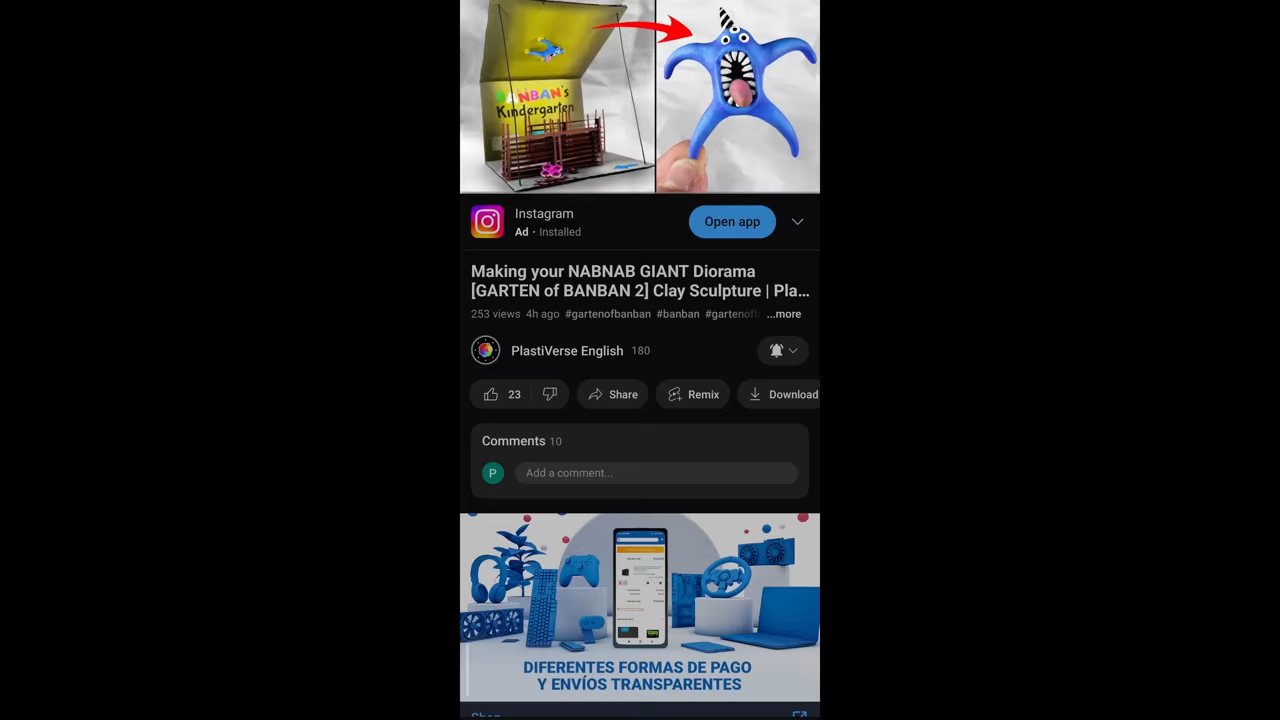 BANBAN's
Kindergarten
Instagram
Open app
Ad · Installed
Making your NABNAB GIANT Diorama
[GARTEN of BANBAN 2] Clay Sculpture | Pla...
253 views 4h ago #gartenofbanban #banban #gartenofb ...more
PlastiVerse English 180
23
Share
Remix
Download
Comments 10
P
Add a comment...
DIFERENTES FORMAS DE PAGO
Y ENVÍOS TRANSPARENTES